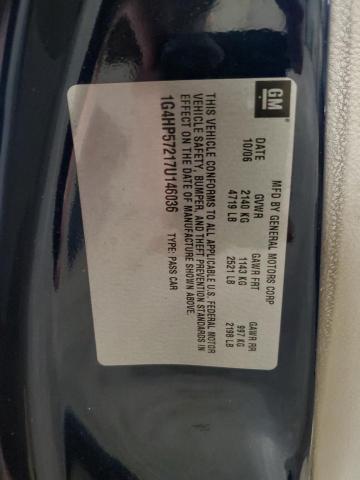 GM
MFD BY GENERAL MOTORS CORP
DATE GVWR GAWR FRT GAWR RR
10/06 2140 KG 1143 KG 997 KG
4719 LB 2521 LB 2198 LB
THIS VEHICLE CONFORMS TO ALL APPLICABLE U.S. FEDERAL MOTOR
VEHICLE SAFETY, BUMPER, AND THEFT PREVENTION STANDARDS IN
EFFECT ON THE DATE OF MANUFACTURE SHOWN ABOVE.
1G4HP57217U146036 TYPE: PASS CAR